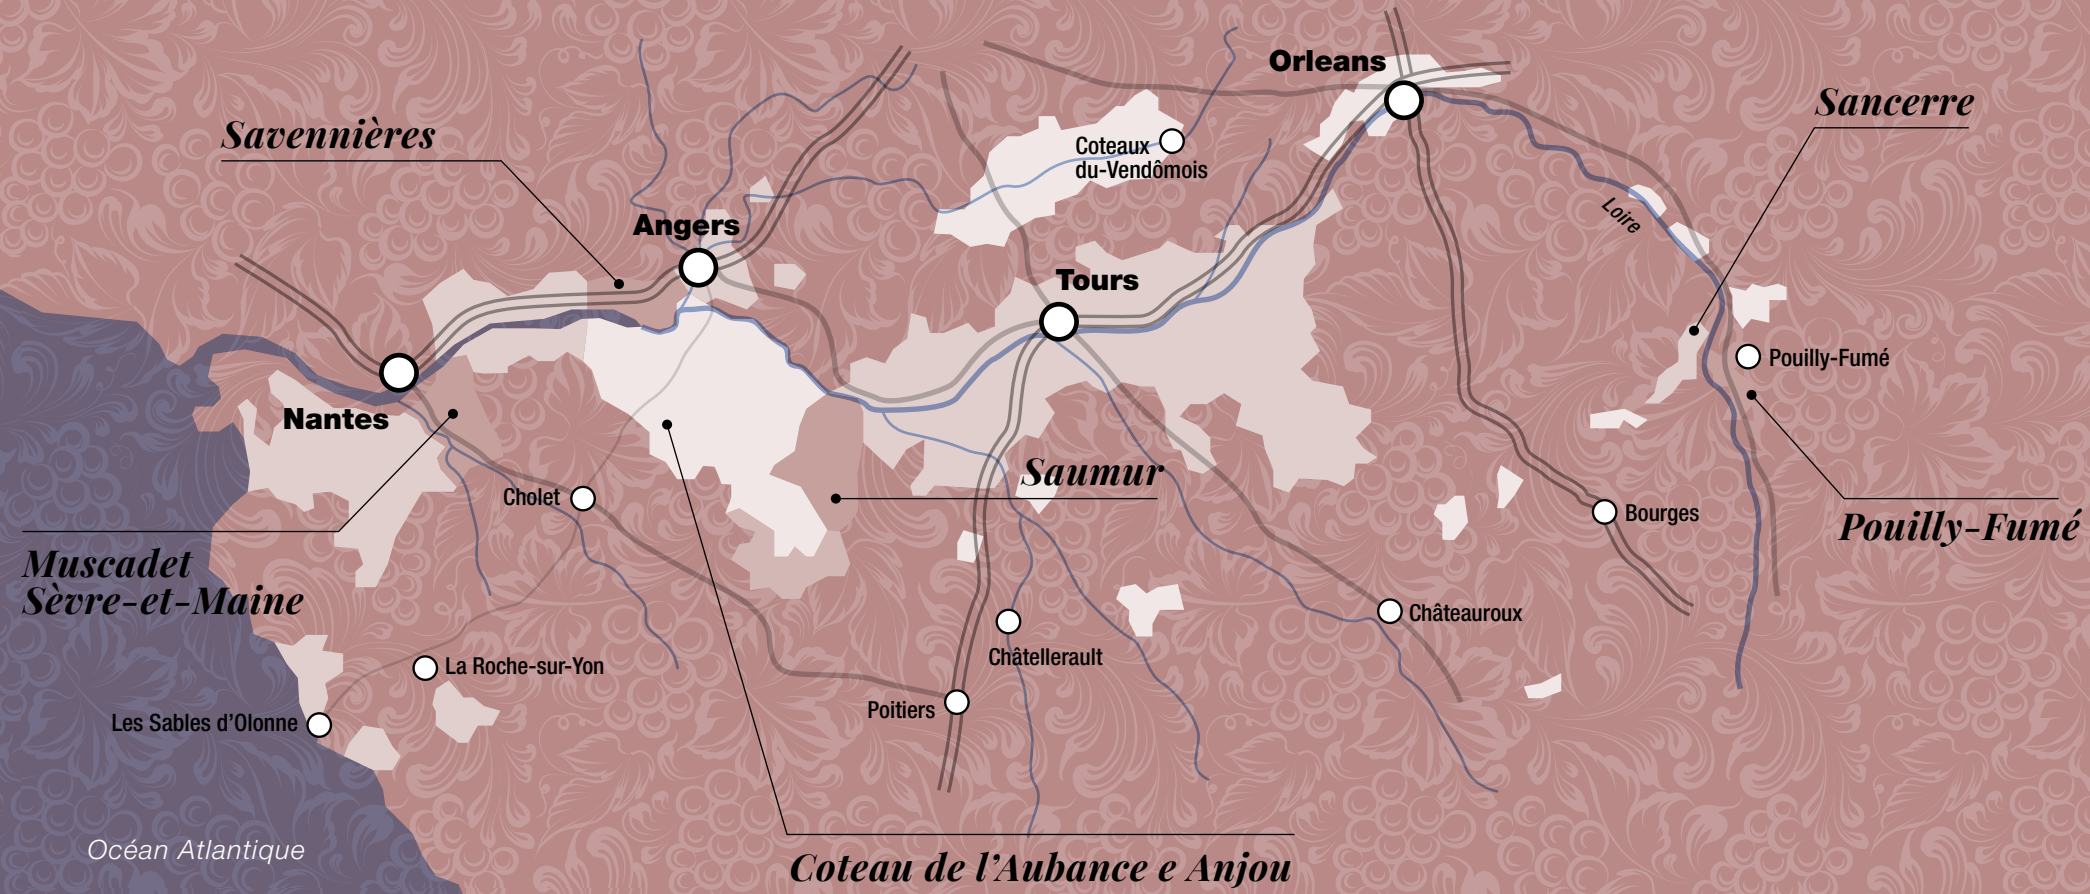 Orleans
Sancerre
Savennières
Coteaux
du-Vendômois
Angers
Loire
Tours
Pouilly-Fumé
Nantes
Saumur
Cholet
Bourges
Pouilly-Fumé
Muscadet
Sèvre-et-Maine
Châteauroux
Châtellerault
La Roche-sur-Yon
Poitiers
Les Sables d’Olonne
Océan Atlantique
Coteau de l’Aubance e Anjou